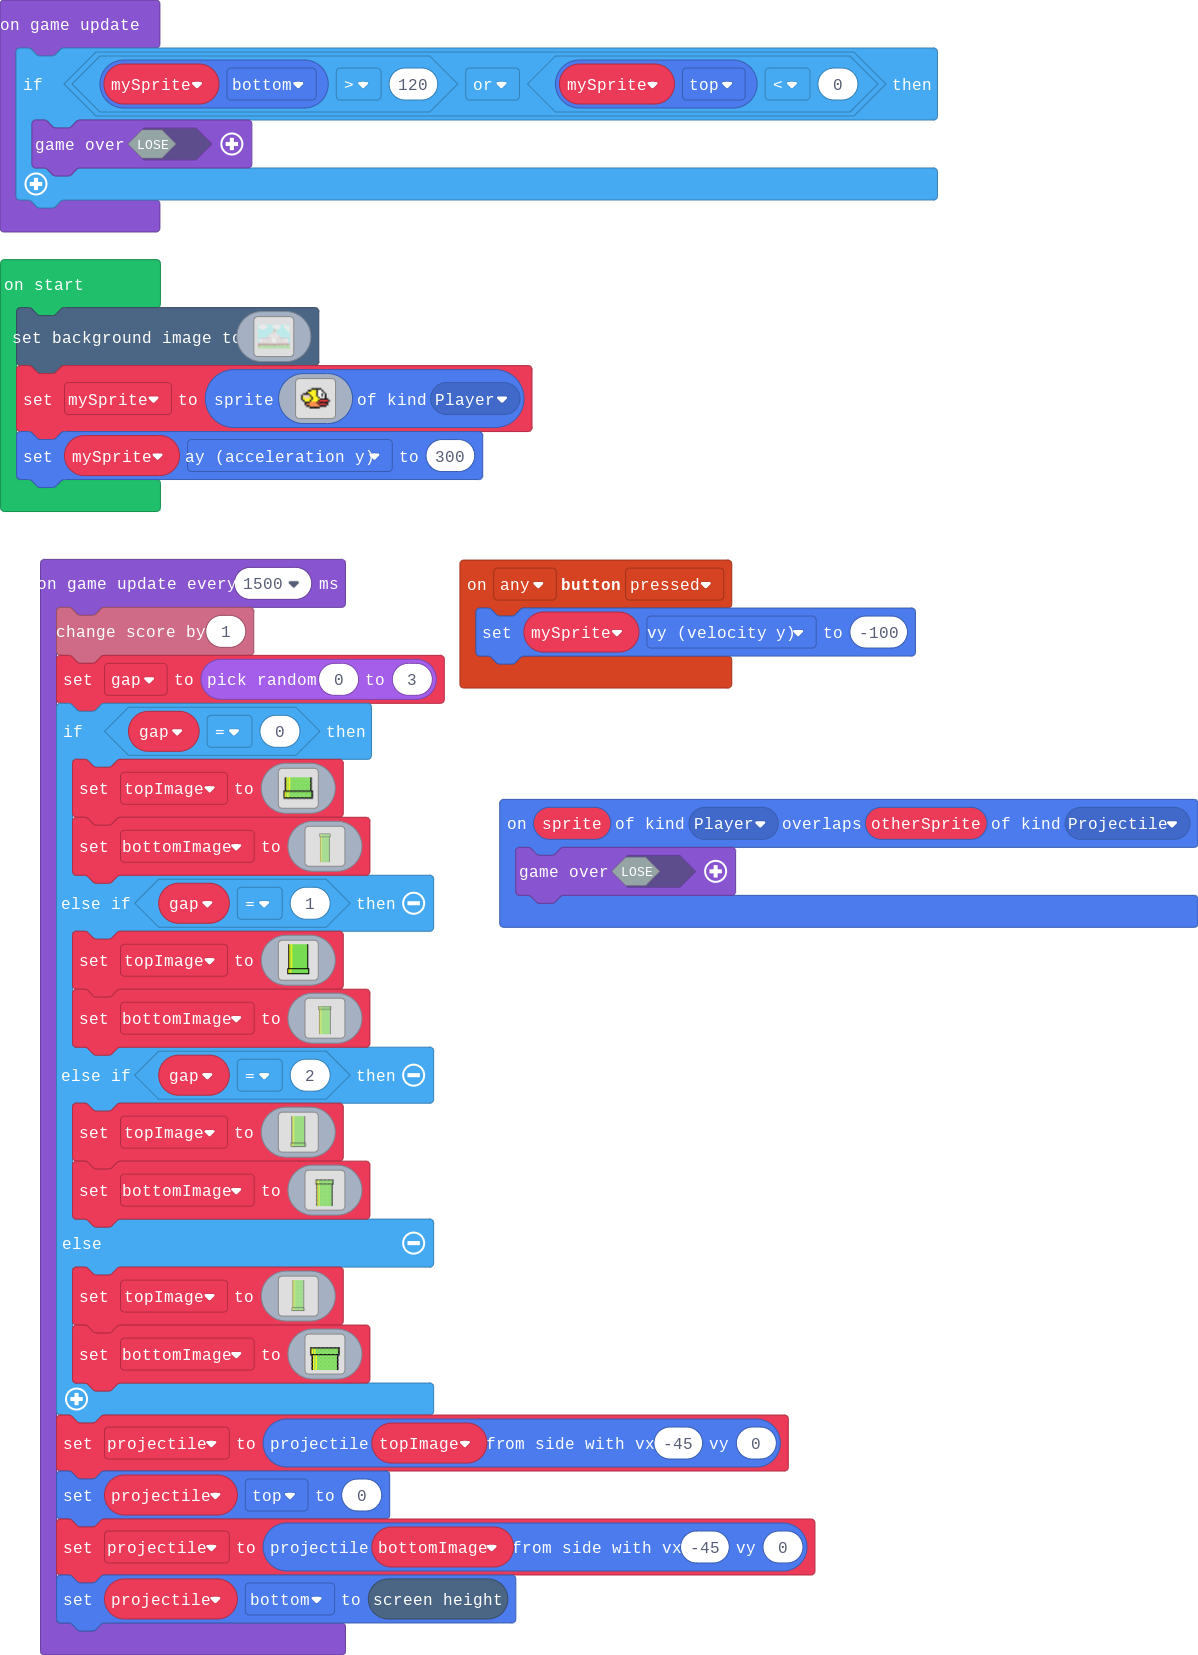 on game update
if mySprite bottom > 120 or mySprite top < 0 then
game over LOSE
on start
set background image to
set mySprite to sprite of kind Player
set mySprite ay (acceleration y) to 300
on game update every 1500 ms
change score by 1
set gap to pick random 0 to 3
if gap = 0 then
set topImage to
set bottomImage to
else if gap = 1 then
set topImage to
set bottomImage to
else if gap = 2 then
set topImage to
set bottomImage to
else
set topImage to
set bottomImage to
set projectile to projectile topImage from side with vx -45 vy 0
set projectile top to 0
set projectile to projectile bottomImage from side with vx -45 vy 0
set projectile bottom to screen height
on any button pressed
set mySprite vy (velocity y) to -100
on sprite of kind Player overlaps otherSprite of kind Projectile
game over LOSE